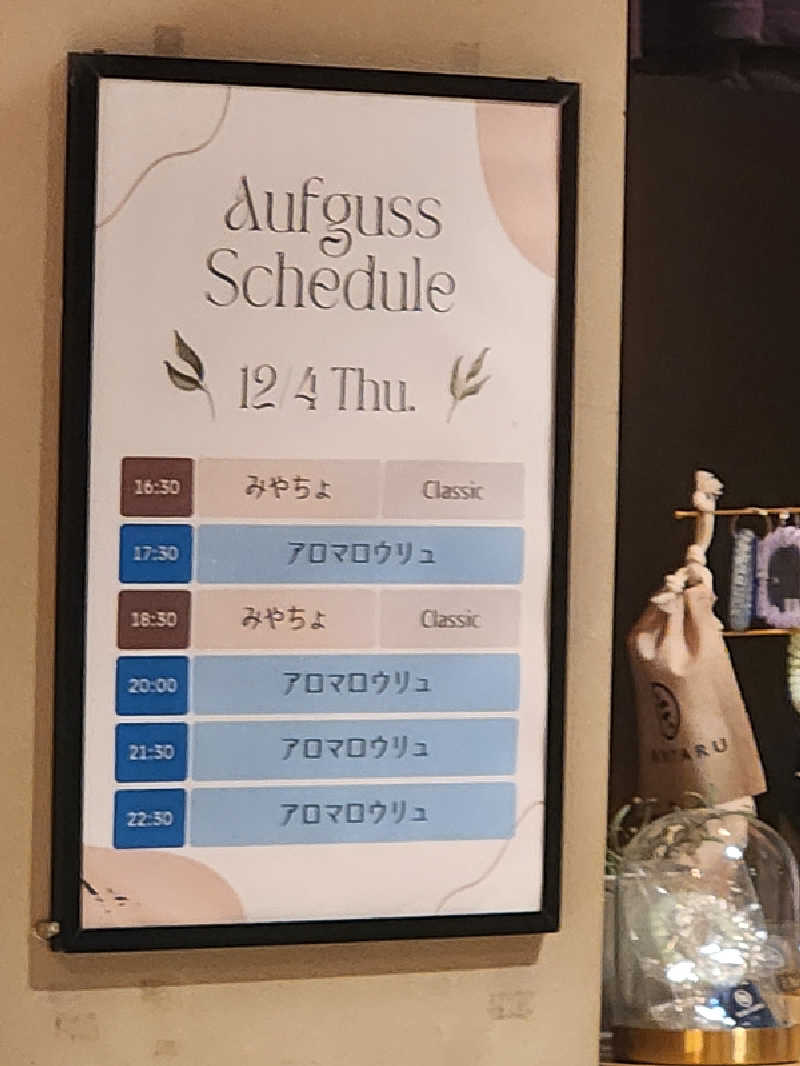 Aufguss
Schedule
12/4 Thu.
16:30 みやちょ Classic
17:30 アロマロウリュ
18:30 みやちょ Classic
20:00 アロマロウリュ
21:30 アロマロウリュ
22:30 アロマロウリュ